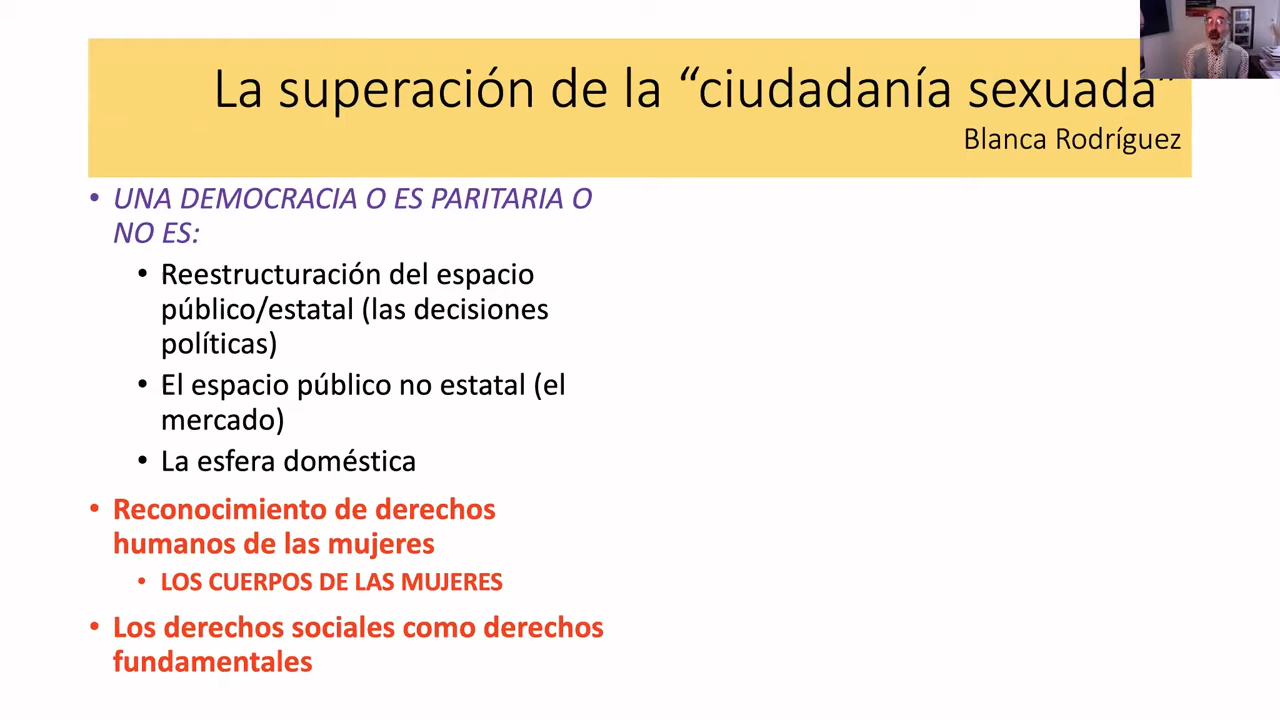 La superación de la “ciudadanía sexuada”
Blanca Rodríguez
• UNA DEMOCRACIA O ES PARITARIA O
NO ES:
• Reestructuración del espacio
público/estatal (las decisiones
políticas)
• El espacio público no estatal (el
mercado)
• La esfera doméstica
• Reconocimiento de derechos
humanos de las mujeres
• LOS CUERPOS DE LAS MUJERES
• Los derechos sociales como derechos
fundamentales